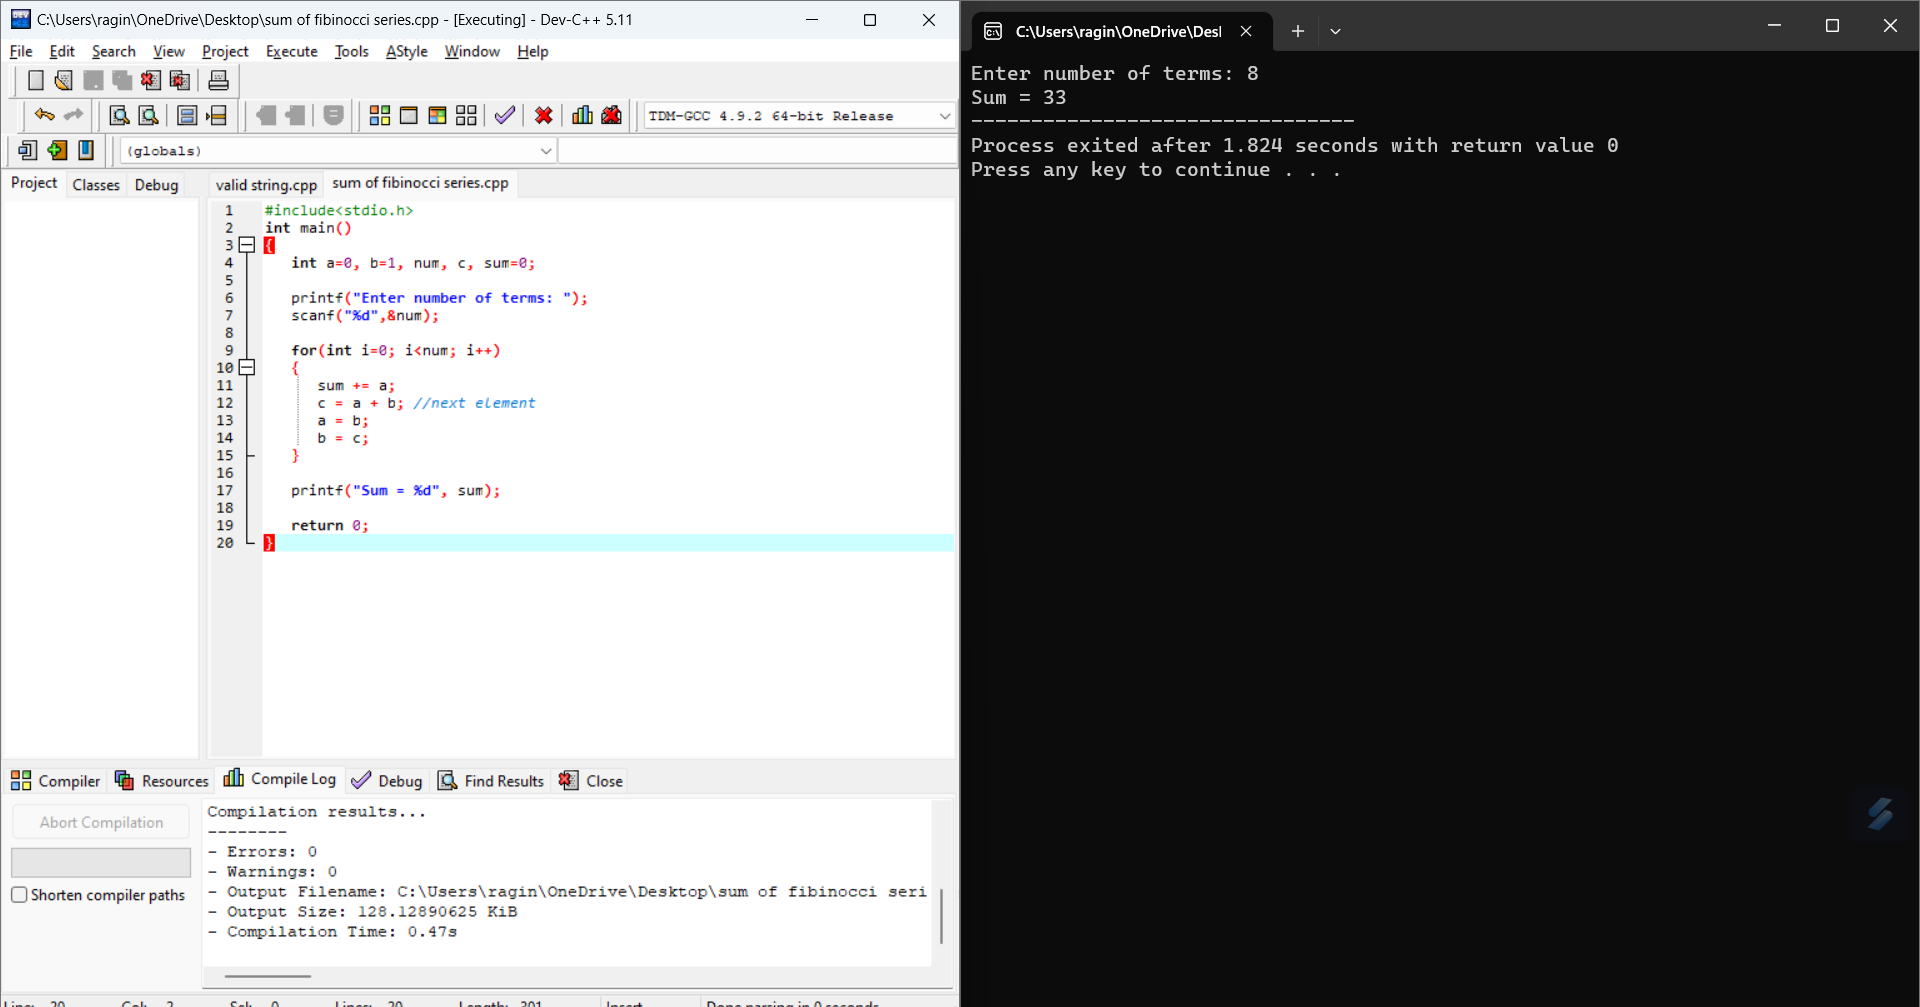 C:\Users\ragin\OneDrive\Desktop\sum of fibinocci series.cpp - [Executing] - Dev-C++ 5.11
File Edit Search View Project Execute Tools AStyle Window Help
TDM-GCC 4.9.2 64-bit Release
(globals)
Project Classes Debug
valid string.cpp sum of fibinocci series.cpp
1 #include<stdio.h>
2 int main()
3 {
4 int a=0, b=1, num, c, sum=0;
5
6 printf("Enter number of terms: ");
7 scanf("%d",&num);
8
9 for(int i=0; i<num; i++)
10 {
11 sum += a;
12 c = a + b; //next element
13 a = b;
14 b = c;
15 }
16
17 printf("Sum = %d", sum);
18
19 return 0;
20 }
Compiler Resources Compile Log Debug Find Results Close
Abort Compilation
Shorten compiler paths
Compilation results...
--------
- Errors: 0
- Warnings: 0
- Output Filename: C:\Users\ragin\OneDrive\Desktop\sum of fibinocci seri
- Output Size: 128.12890625 KiB
- Compilation Time: 0.47s
Line: 20 Col: 2 Sel: 0 Lines: 20 Length: 301 Insert Done parsing in 0 seconds
C:\Users\ragin\OneDrive\Des
Enter number of terms: 8
Sum = 33
--------------------------------
Process exited after 1.824 seconds with return value 0
Press any key to continue . . .